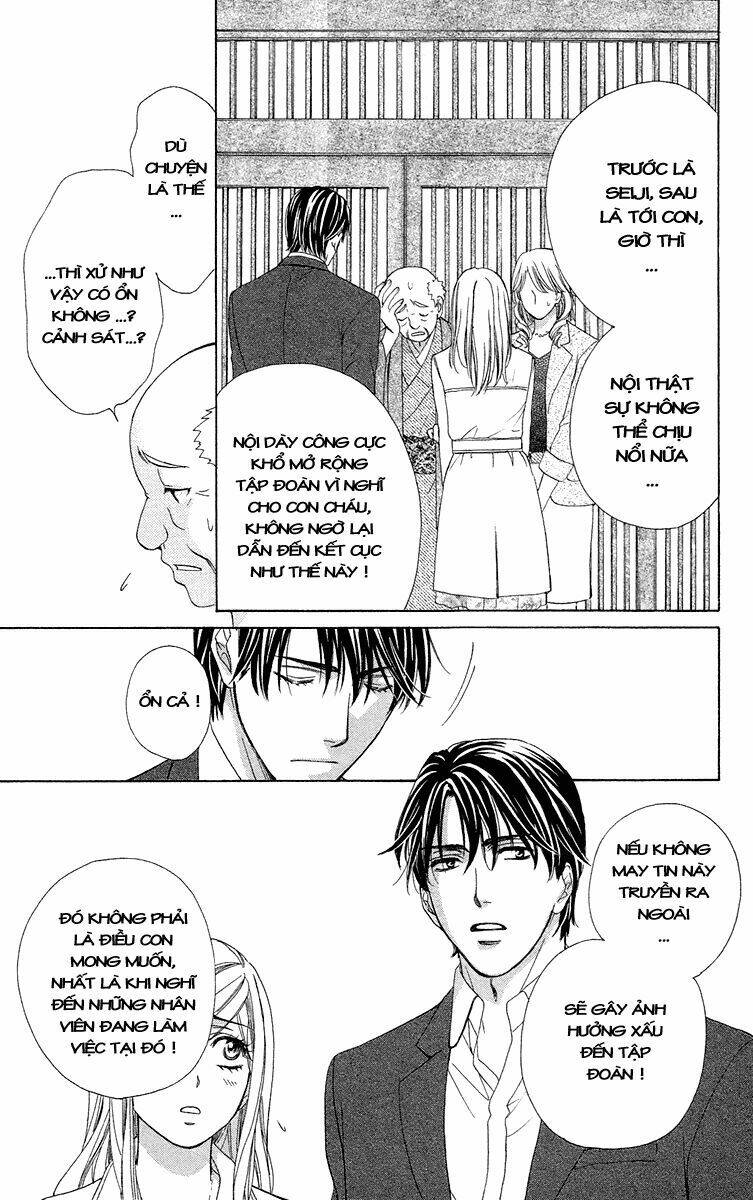 TRƯỚC LÀ
SEIJI, SAU
LÀ TỚI CON,
GIỜ THÌ
...
NỘI THẬT
SỰ KHÔNG
THỂ CHỊU
NỔI NỮA
...
NỘI DÀY CÔNG CỰC
KHỔ MỞ RỘNG
TẬP ĐOÀN VÌ NGHĨ
CHO CON CHÁU,
KHÔNG NGỜ LẠI
DẪN ĐẾN KẾT CỤC
NHƯ THẾ NÀY !
DÙ
CHUYỆN
LÀ THẾ
...
...THÌ XỬ NHƯ
VẬY CÓ ỔN
KHÔNG ...?
CẢNH SÁT...?
ỔN CẢ !
NẾU KHÔNG
MAY TIN NÀY
TRUYỀN RA
NGOÀI
...
SẼ GÂY ẢNH
HƯỞNG XẤU
ĐẾN TẬP
ĐOÀN !
ĐÓ KHÔNG PHẢI
LÀ ĐIỀU CON
MONG MUỐN,
NHẤT LÀ KHI NGHĨ
ĐẾN NHỮNG NHÂN
VIÊN ĐANG LÀM
VIỆC TẠI ĐÓ !